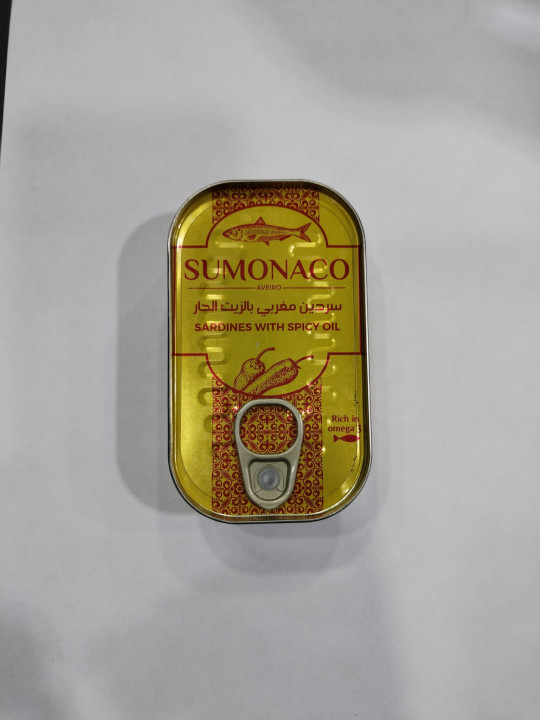 SUMONACO
AVEIRO
سردين مغربي بالزيت الحار
SARDINES WITH SPICY OIL
Rich in
omega 3